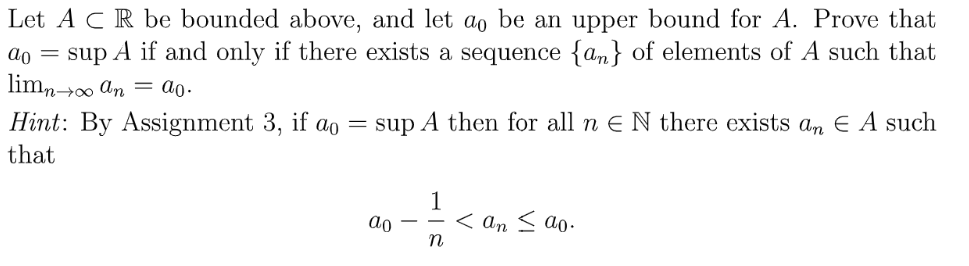 Let A ⊂ ℝ be bounded above, and let a₀ be an upper bound for A. Prove that
a₀ = sup A if and only if there exists a sequence {aₙ} of elements of A such that
limₙ→∞ aₙ = a₀.
Hint: By Assignment 3, if a₀ = sup A then for all n ∈ ℕ there exists aₙ ∈ A such
that
a₀ − 1/n < aₙ ≤ a₀.